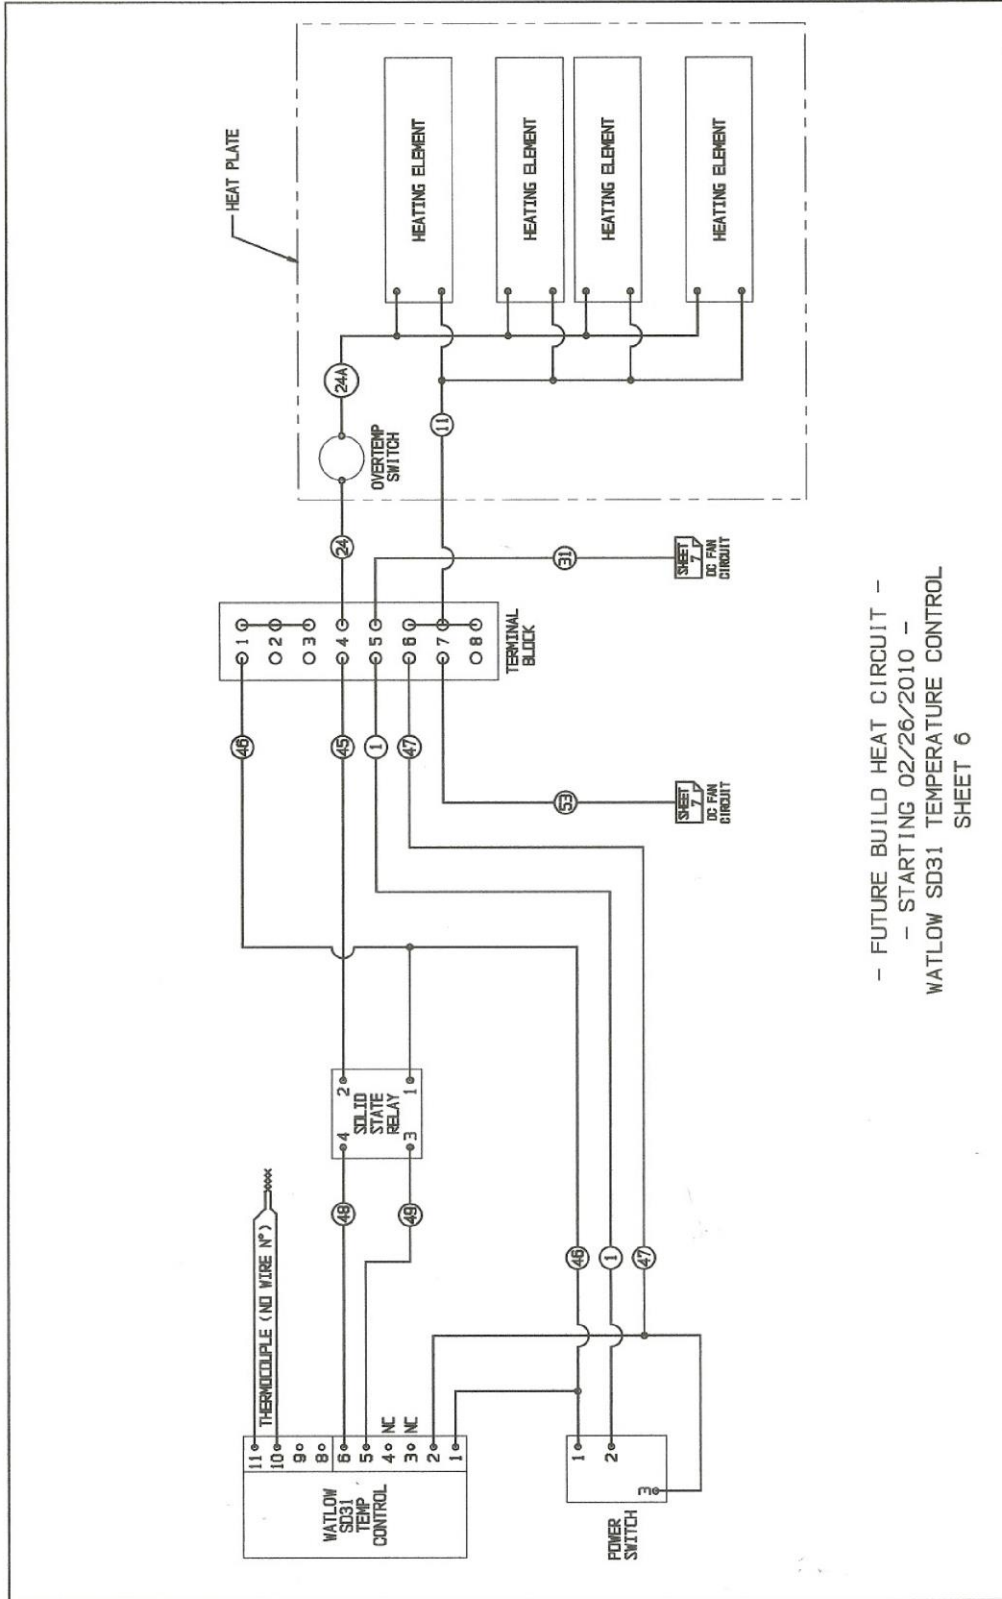 HEAT PLATE
HEATING ELEMENT
HEATING ELEMENT
HEATING ELEMENT
HEATING ELEMENT
24A
OVERTEMP
SWITCH
11
24
31
SHEET
7
DC FAN
CIRCUIT
1
2
3
4
5
6
7
8
TERMINAL
BLOCK
46
45
1
47
53
SHEET
7
DC FAN
CIRCUIT
2
1
SOLID
STATE
RELAY
4
3
48
49
THERMOCOUPLE (NO WIRE Nº)
46
1
47
11
10
9
8
6
5
4 NC
3 NC
2
1
WATLOW
SD31
TEMP
CONTROL
1
2
3
POWER
SWITCH
- FUTURE BUILD HEAT CIRCUIT -
- STARTING 02/26/2010 -
WATLOW SD31 TEMPERATURE CONTROL
SHEET 6